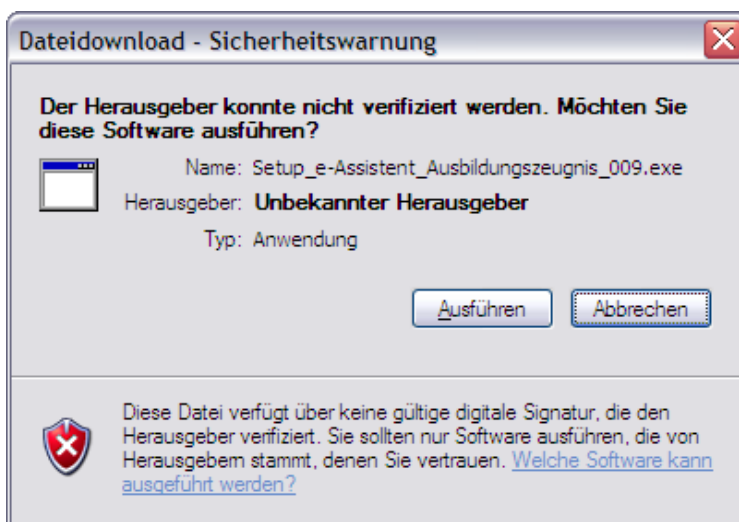 Dateidownload - Sicherheitswarnung
Der Herausgeber konnte nicht verifiziert werden. Möchten Sie
diese Software ausführen?
Name: Setup_e-Assistent_Ausbildungszeugnis_009.exe
Herausgeber: Unbekannter Herausgeber
Typ: Anwendung
Ausführen Abbrechen
Diese Datei verfügt über keine gültige digitale Signatur, die den
Herausgeber verifiziert. Sie sollten nur Software ausführen, die von
Herausgebern stammt, denen Sie vertrauen. Welche Software kann
ausgeführt werden?